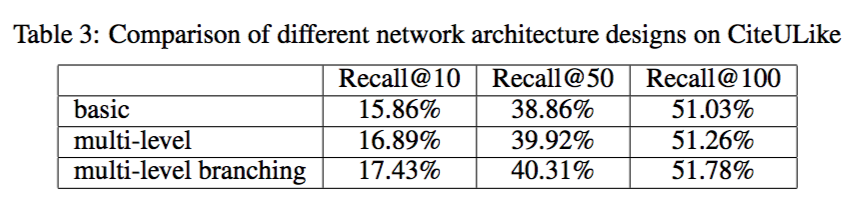 Table 3: Comparison of different network architecture designs on CiteULike
Recall@10 Recall@50 Recall@100
basic 15.86% 38.86% 51.03%
multi-level 16.89% 39.92% 51.26%
multi-level branching 17.43% 40.31% 51.78%